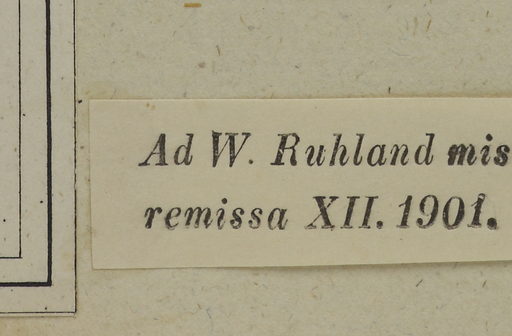 Ad W. Ruhland mis
remissa XII. 1901.